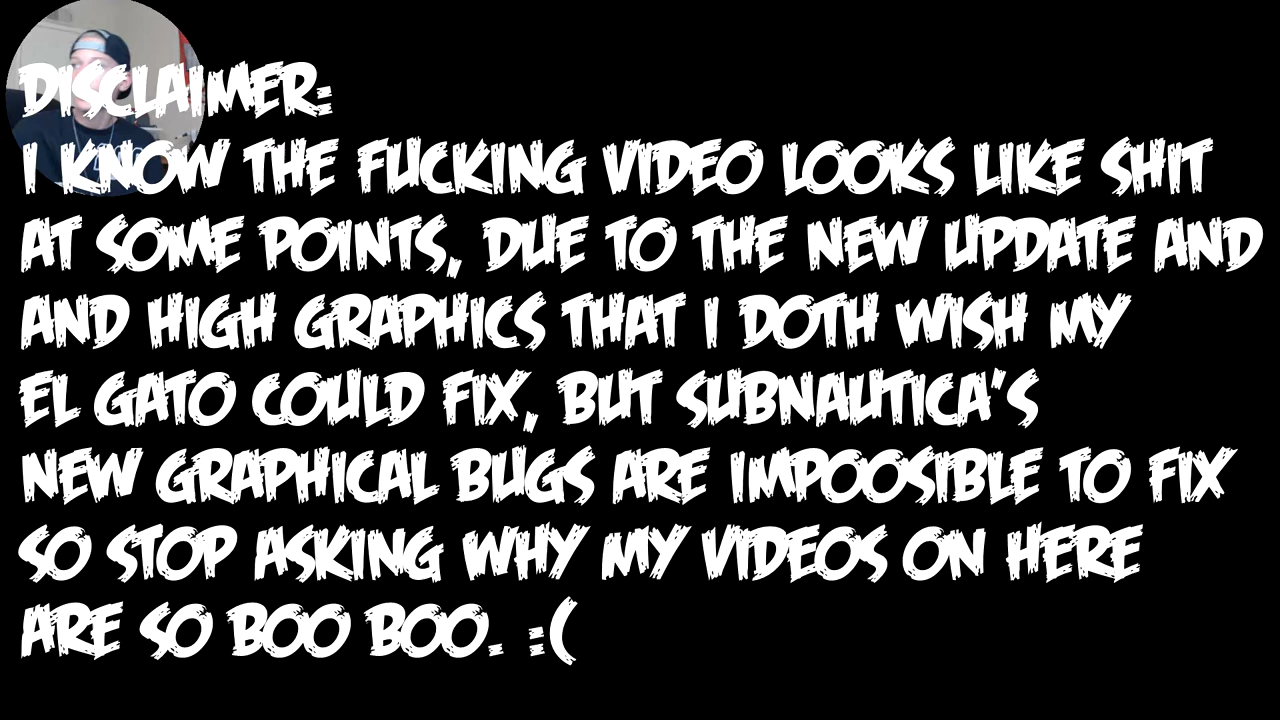 DISCLAIMER:
I KNOW THE FUCKING VIDEO LOOKS LIKE SHIT
AT SOME POINTS, DUE TO THE NEW UPDATE AND
AND HIGH GRAPHICS THAT I DOTH WISH MY
EL GATO COULD FIX, BUT SUBNAUTICA'S
NEW GRAPHICAL BUGS ARE IMPOOSIBLE TO FIX
SO STOP ASKING WHY MY VIDEOS ON HERE
ARE SO BOO BOO. :(